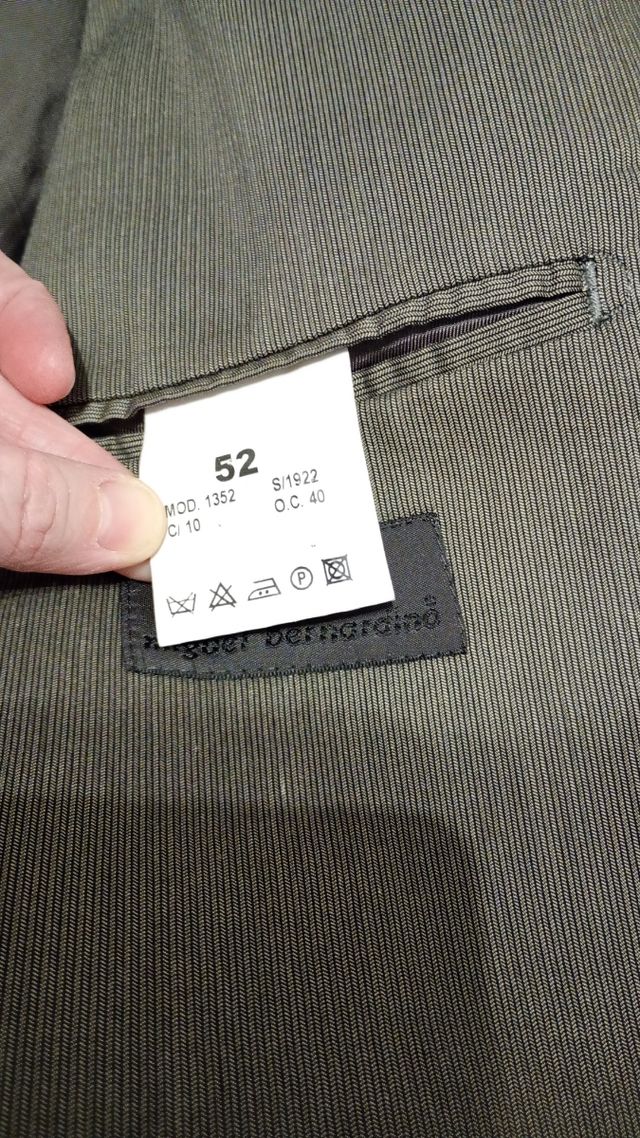 52
MOD. 1352 S/1922
C/ 10 O.C. 40
P
bernardino®